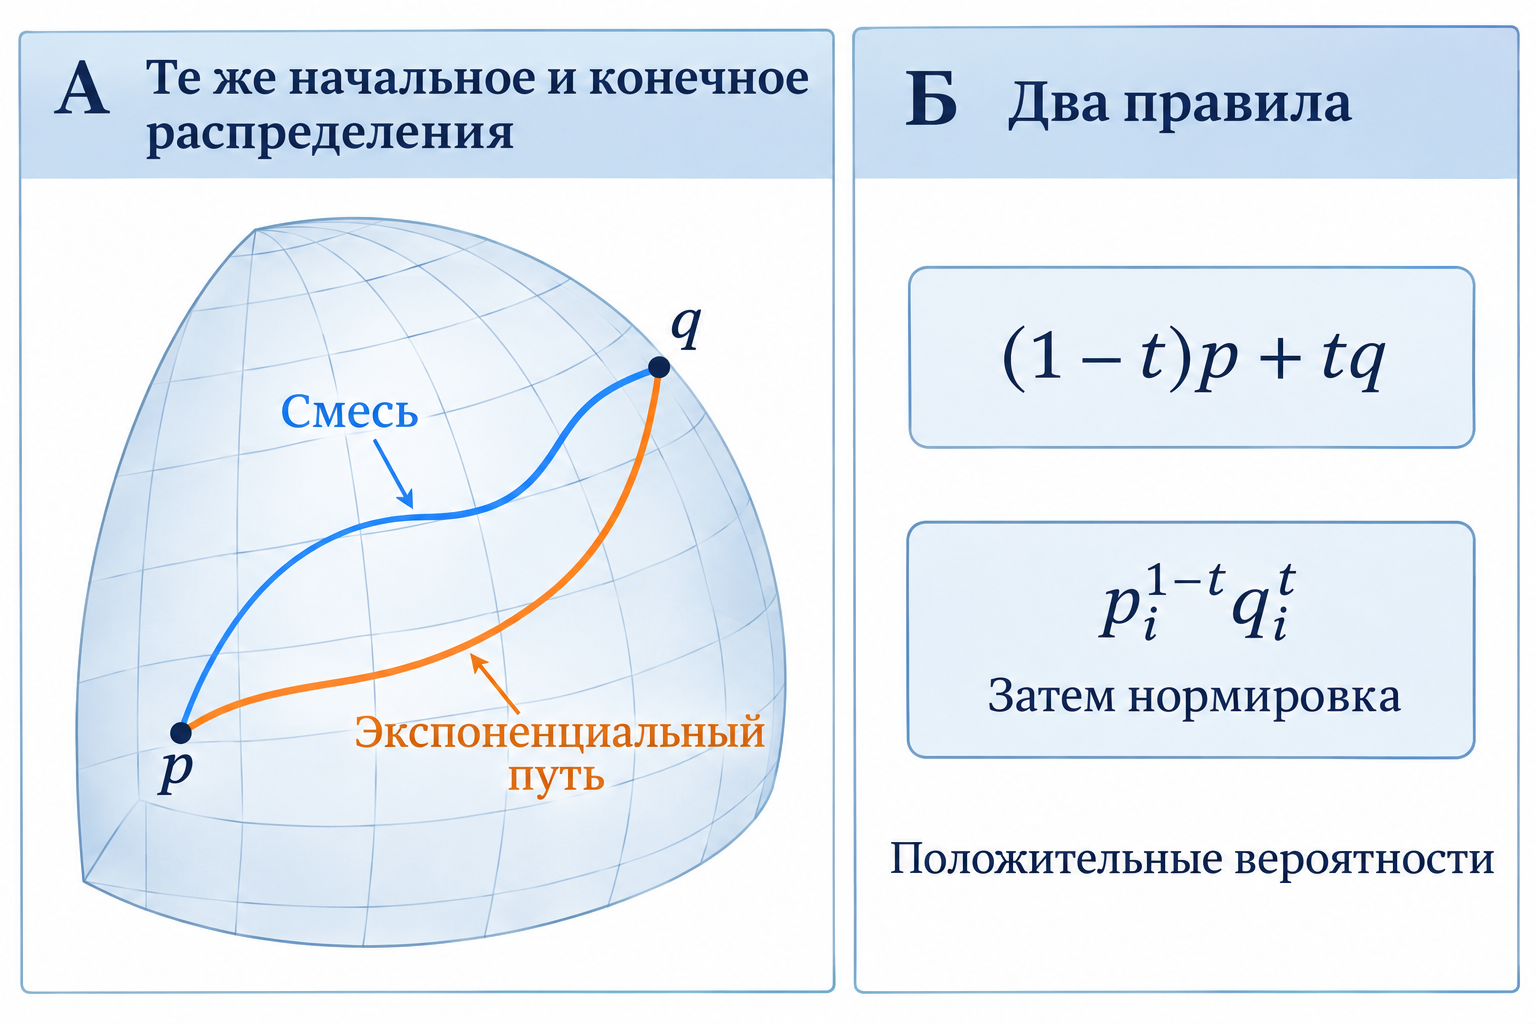 А Те же начальное и конечное
распределения
q
Смесь
Экспоненциальный
путь
p
Б Два правила
(1 − t)p + tq
p_i^{1−t} q_i^t
Затем нормировка
Положительные вероятности